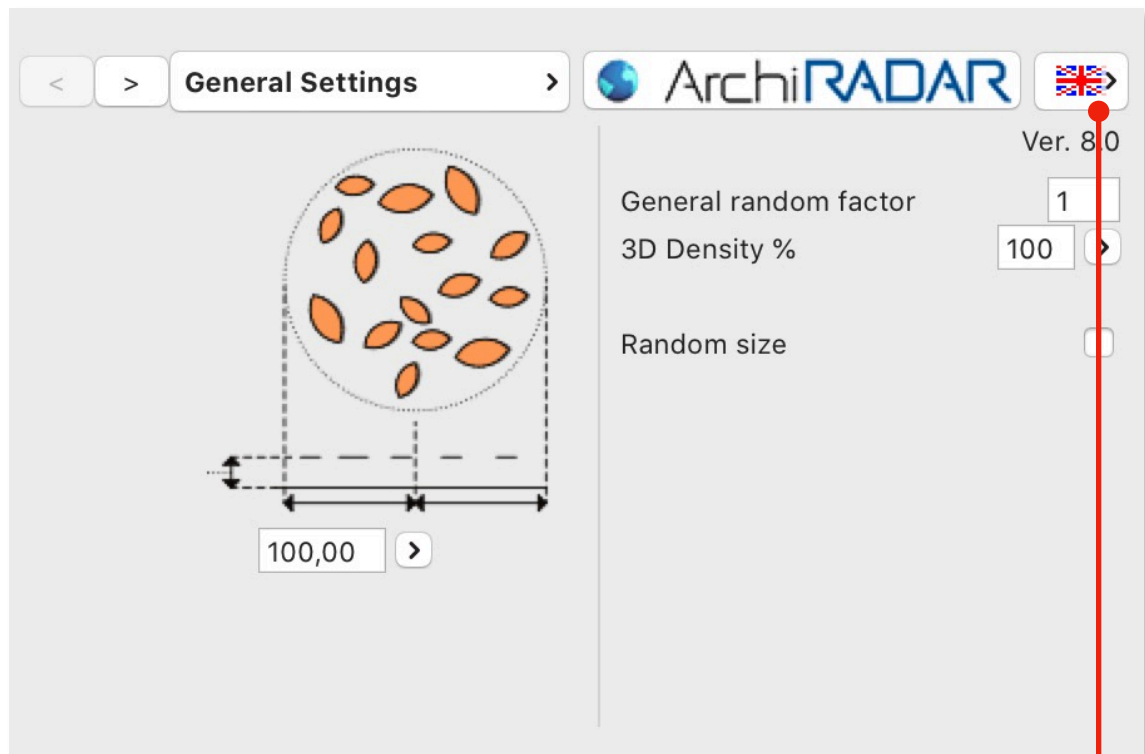 < > General Settings > ArchiRADAR >
Ver. 8.0
General random factor 1
3D Density % 100 >
Random size
100,00 >